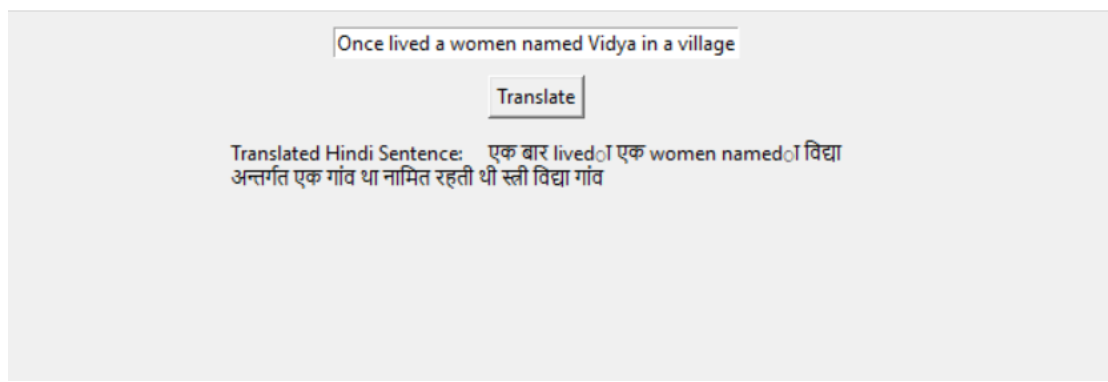 Once lived a women named Vidya in a village
Translate
Translated Hindi Sentence: एक बार livedा एक women namedा विद्या
अन्तर्गत एक गांव था नामित रहती थी स्त्री विद्या गांव